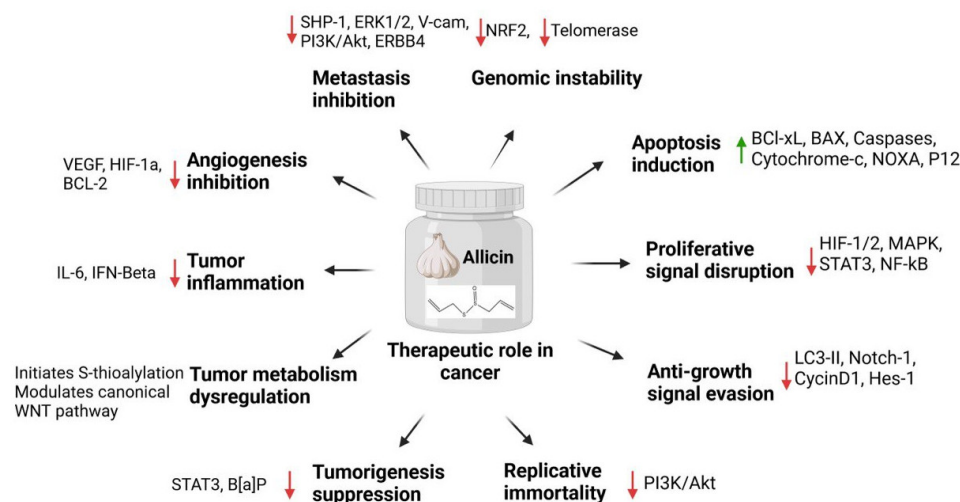 SHP-1, ERK1/2, V-cam,
PI3K/Akt, ERBB4
Metastasis
inhibition
NRF2,
Telomerase
Genomic instability
Apoptosis
induction
BCl-xL, BAX, Caspases,
Cytochrome-c, NOXA, P12
VEGF, HIF-1a,
BCL-2
Angiogenesis
inhibition
Allicin
O
S
S
Proliferative
signal disruption
HIF-1/2, MAPK,
STAT3, NF-kB
IL-6, IFN-Beta
Tumor
inflammation
Therapeutic role in
cancer
Initiates S-thioalylation
Modulates canonical
WNT pathway
Tumor metabolism
dysregulation
Anti-growth
signal evasion
LC3-II, Notch-1,
CycinD1, Hes-1
STAT3, B[a]P
Tumorigenesis
suppression
Replicative
immortality
PI3K/Akt